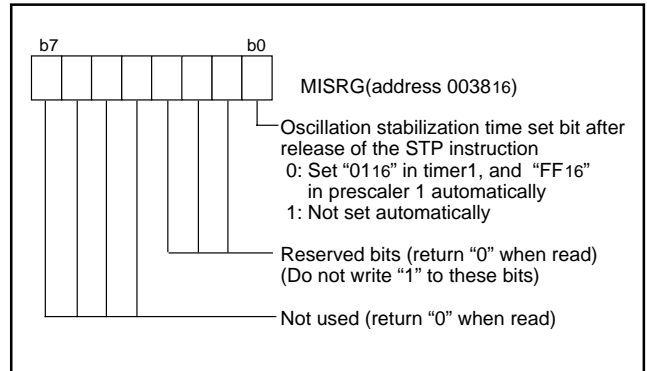 b7 b0
MISRG(address 003816)
Oscillation stabilization time set bit after
release of the STP instruction
0: Set “0116” in timer1, and “FF16”
in prescaler 1 automatically
1: Not set automatically
Reserved bits (return “0” when read)
(Do not write “1” to these bits)
Not used (return “0” when read)